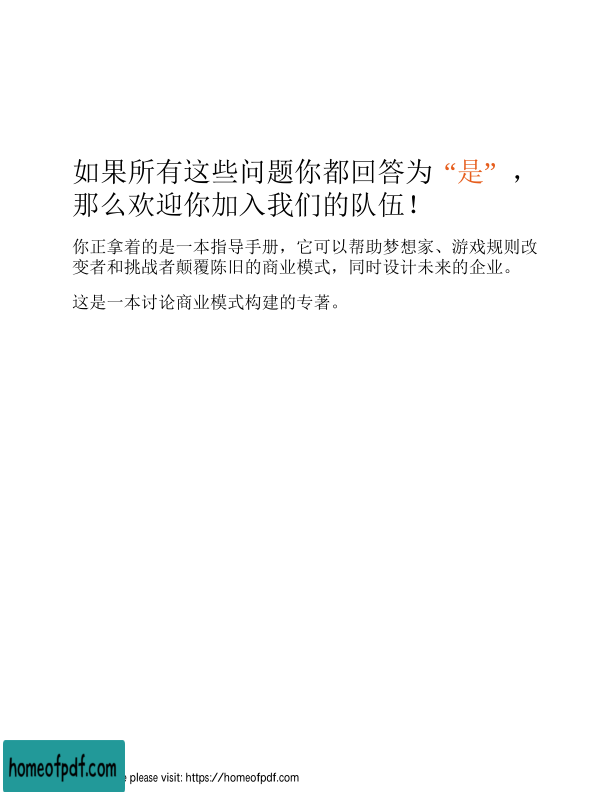 如果所有这些问题你都回答为“是”，
那么欢迎你加入我们的队伍！
你正拿着的是一本指导手册，它可以帮助梦想家、游戏规则改
变者和挑战者颠覆陈旧的商业模式，同时设计未来的企业。
这是一本讨论商业模式构建的专著。
homeofpdf.com
please visit: https://homeofpdf.com